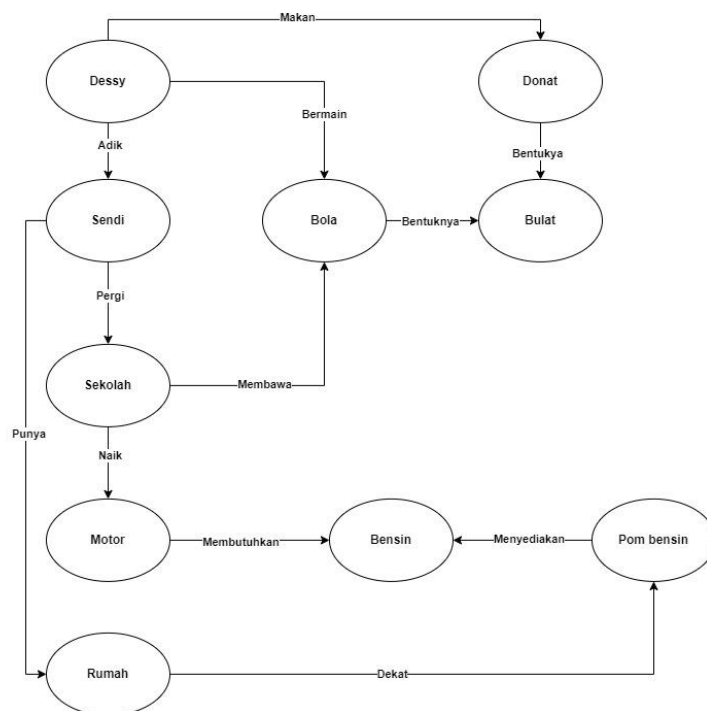 Makan
Dessy
Donat
Bermain
Adik
Bentukya
Sendi
Bola
Bentuknya
Bulat
Pergi
Sekolah
Membawa
Punya
Naik
Motor
Membutuhkan
Bensin
Menyediakan
Pom bensin
Rumah
Dekat